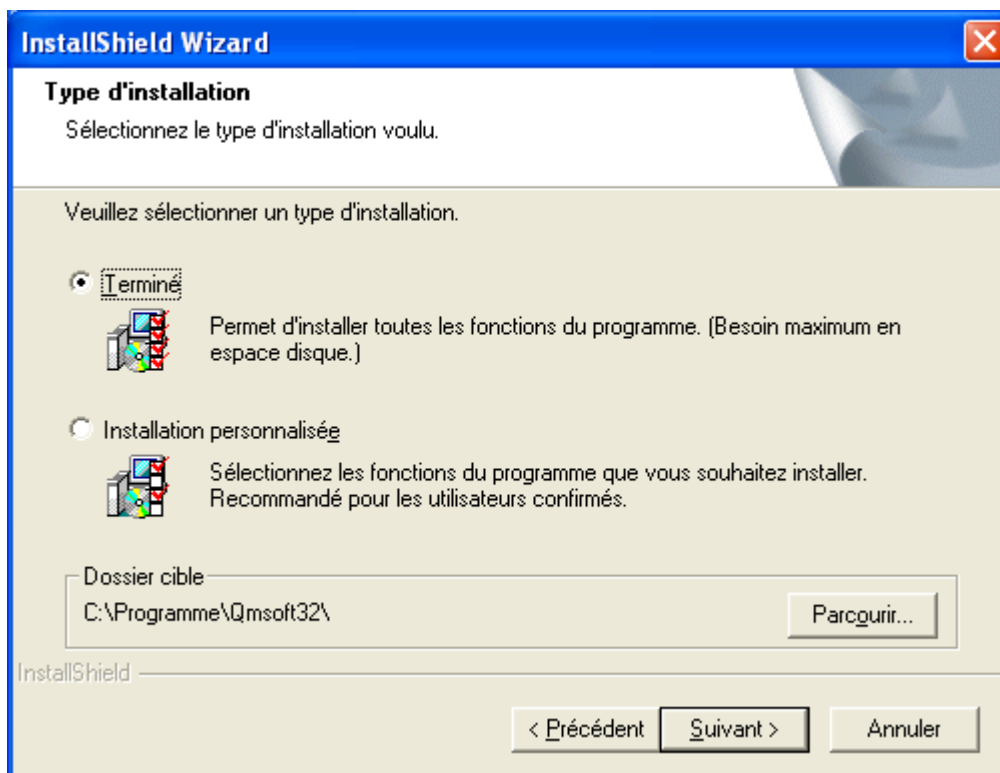 InstallShield Wizard
Type d'installation
Sélectionnez le type d'installation voulu.
Veuillez sélectionner un type d'installation.
Terminé
Permet d'installer toutes les fonctions du programme. (Besoin maximum en
espace disque.)
Installation personnalisée
Sélectionnez les fonctions du programme que vous souhaitez installer.
Recommandé pour les utilisateurs confirmés.
Dossier cible
C:\Programme\Qmsoft32\
Parcourir...
InstallShield
< Précédent
Suivant >
Annuler